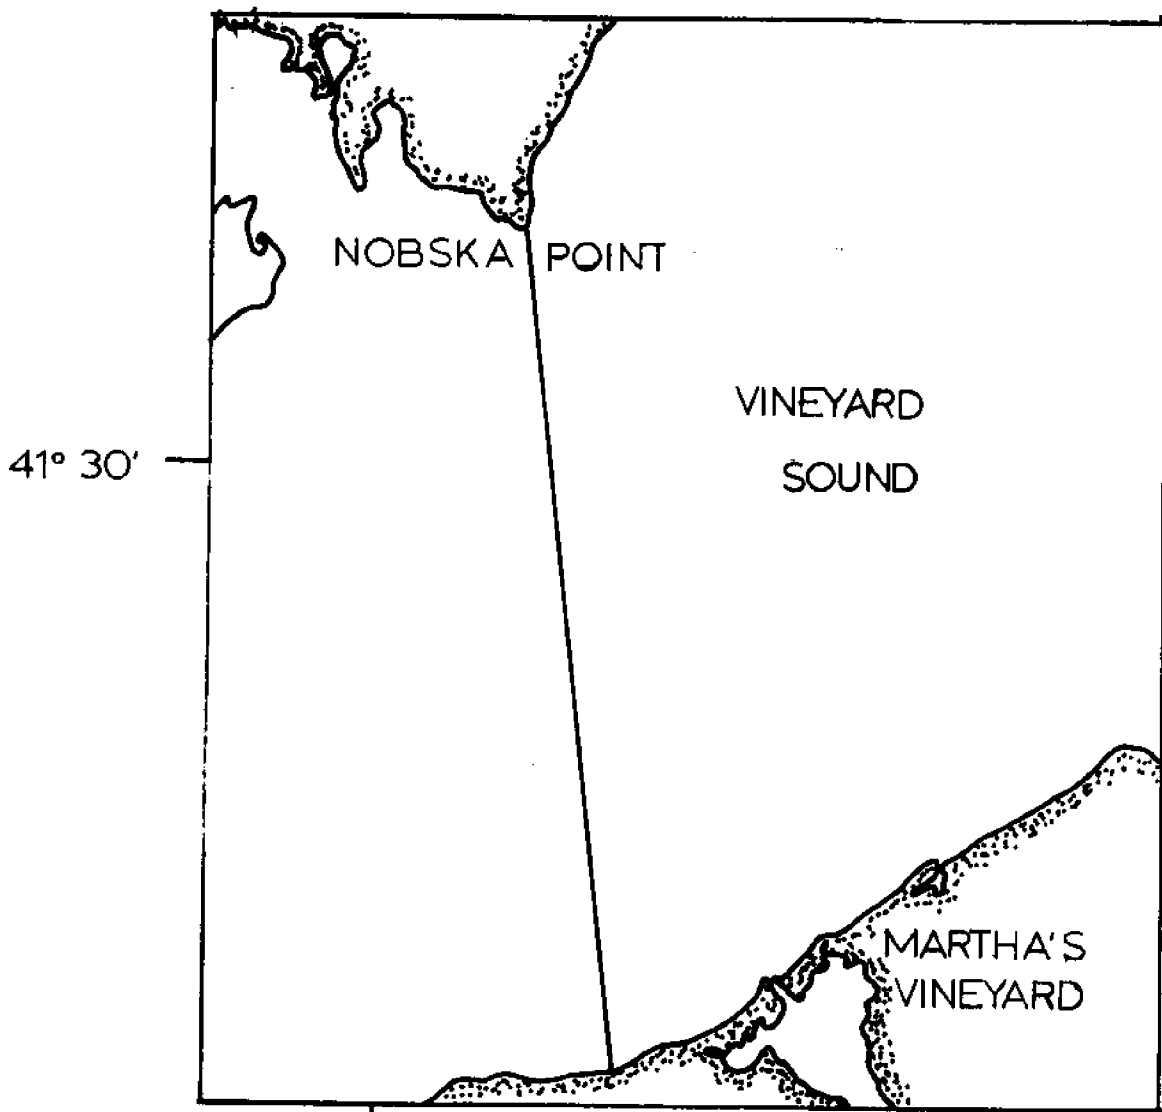 NOBSKA POINT
VINEYARD
SOUND
41° 30'
MARTHA'S
VINEYARD